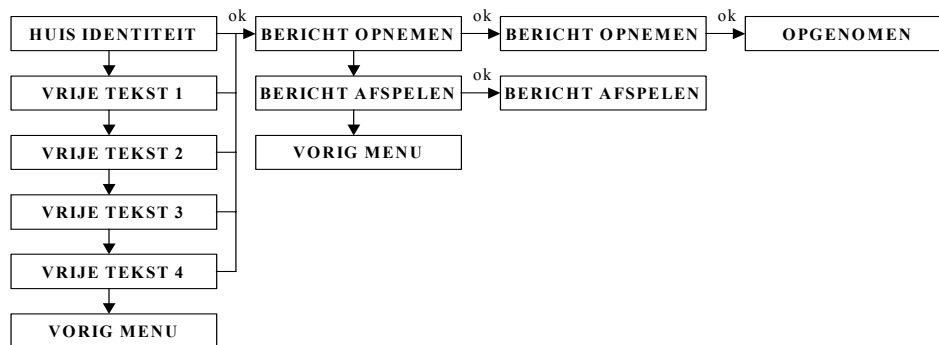 ok
ok
ok
HUIS IDENTITEIT
BERICHT OPNEMEN
BERICHT OPNEMEN
OPGENOMEN
ok
VRIJE TEKST 1
BERICHT AFSPELEN
BERICHT AFSPELEN
VRIJE TEKST 2
VORIG MENU
VRIJE TEKST 3
VRIJE TEKST 4
VORIG MENU